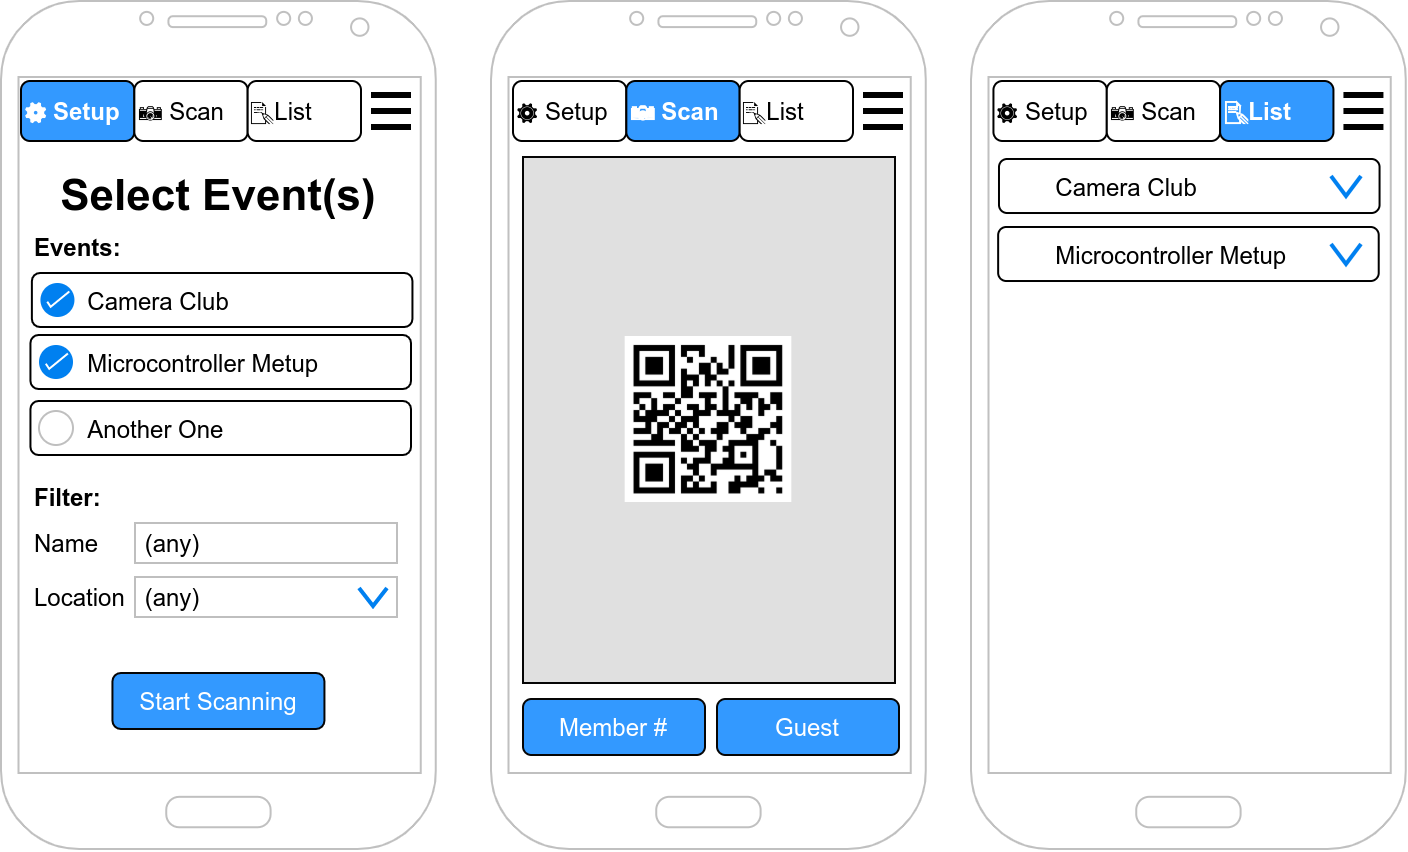 Setup Scan List
Select Event(s)
Events:
Camera Club
Microcontroller Metup
Another One
Filter:
Name (any)
Location (any)
Start Scanning
Setup Scan List
Member # Guest
Setup Scan List
Camera Club
Microcontroller Metup